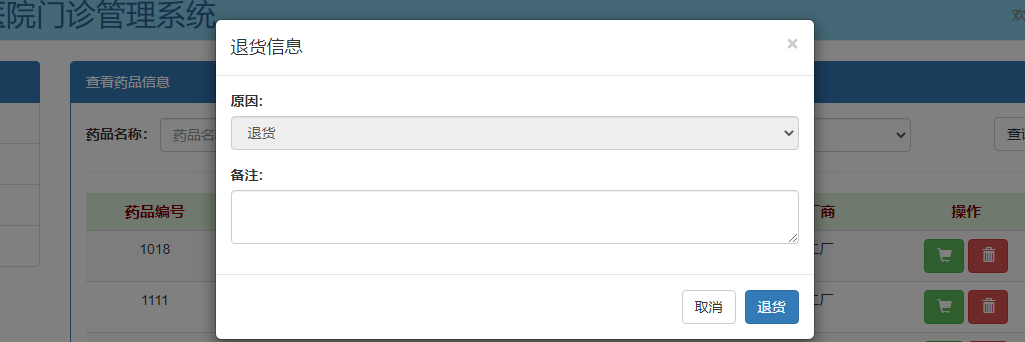 医院门诊管理系统
欢
退货信息
×
查看药品信息
原因:
药品名称:
药品名
退货
查
备注:
药品编号
厂商
操作
1018
工厂
1111
工厂
取消
退货